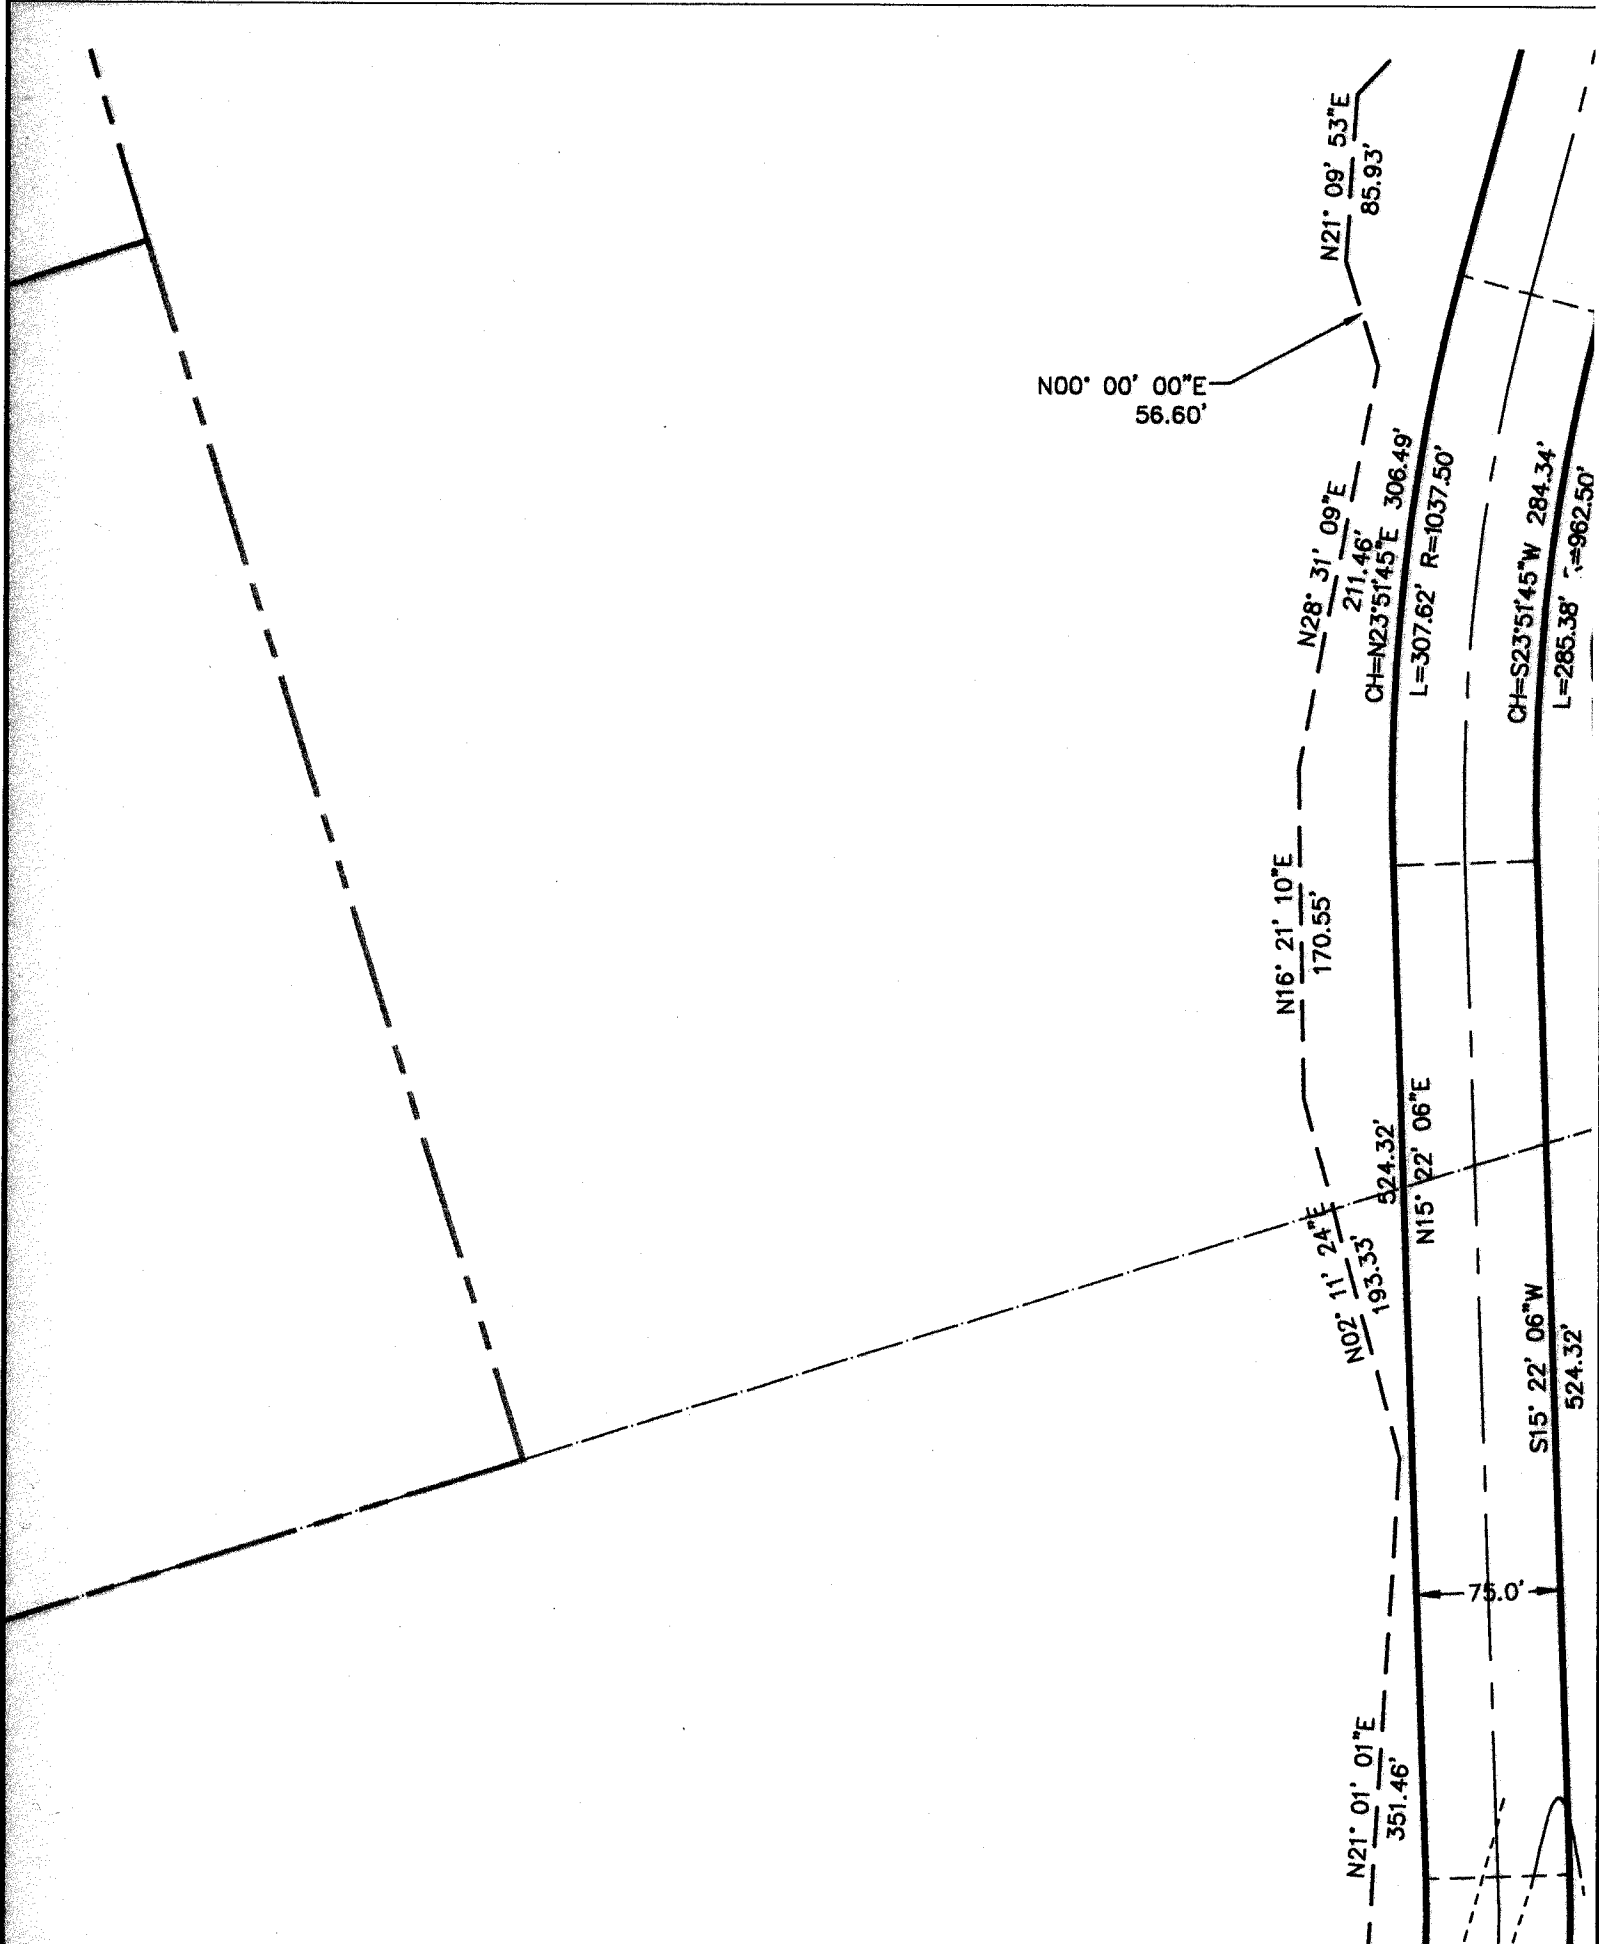 N21° 09' 53"E
85.93'
N00° 00' 00"E
56.60'
N28° 31' 09"E
211.46'
CH=N23°51'45"E 306.49'
L=307.62' R=1037.50'
CH=S23°51'45"W 284.34'
L=285.38' R=962.50'
N16° 21' 10"E
170.55'
524.32'
N15° 22' 06"E
N02° 11' 24"E
193.33'
S15° 22' 06"W
524.32'
75.0'
N21° 01' 01"E
351.46'